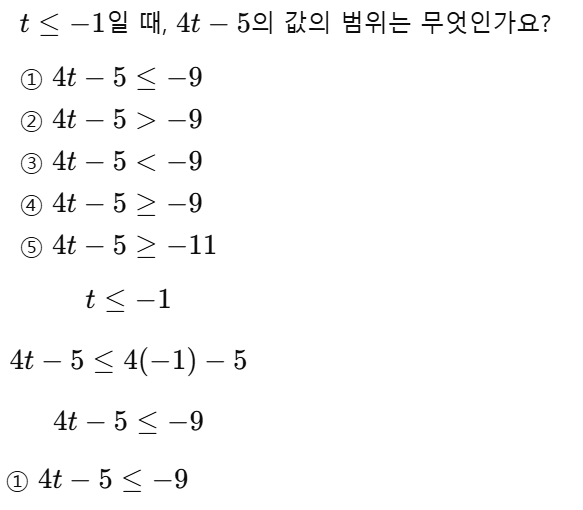 t ≤ −1일 때, 4t − 5의 값의 범위는 무엇인가요?
① 4t − 5 ≤ −9
② 4t − 5 > −9
③ 4t − 5 < −9
④ 4t − 5 ≥ −9
⑤ 4t − 5 ≥ −11
t ≤ −1
4t − 5 ≤ 4(−1) − 5
4t − 5 ≤ −9
① 4t − 5 ≤ −9